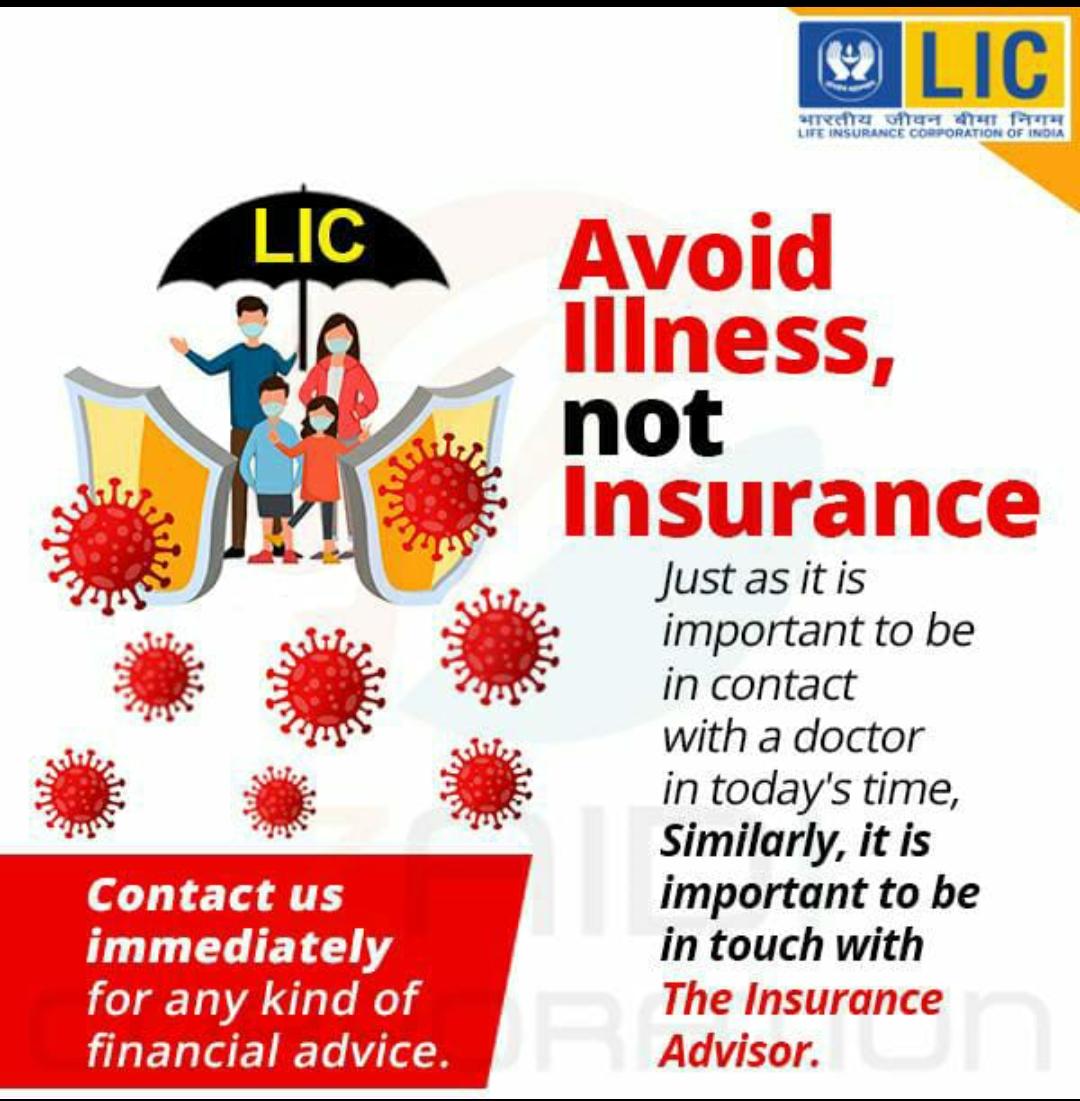 LIC
भारतीय जीवन बीमा निगम
LIFE INSURANCE CORPORATION OF INDIA
LIC
Avoid
Illness,
not
Insurance
Just as it is
important to be
in contact
with a doctor
in today's time,
Similarly, it is
important to be
in touch with
The Insurance
Advisor.
Contact us
immediately
for any kind of
financial advice.